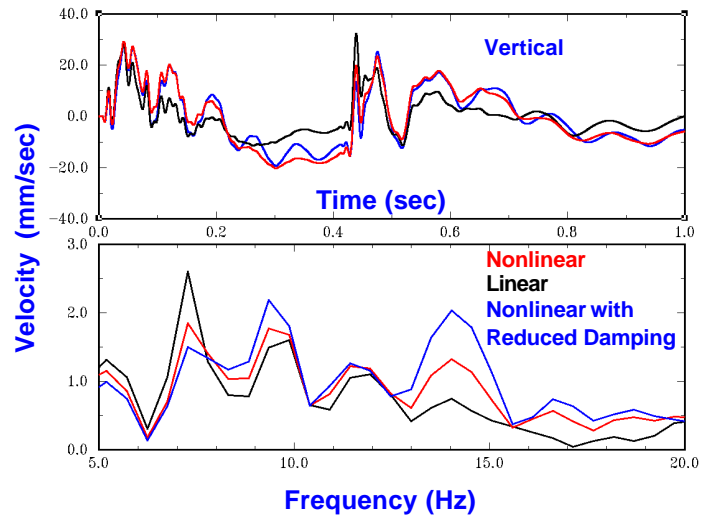 40.0
Vertical
20.0
0.0
−20.0
−40.0
Time (sec)
0.0 0.2 0.4 0.6 0.8 1.0
Velocity (mm/sec)
3.0
2.0
1.0
0.0
Nonlinear
Linear
Nonlinear with
Reduced Damping
5.0 10.0 15.0 20.0
Frequency (Hz)